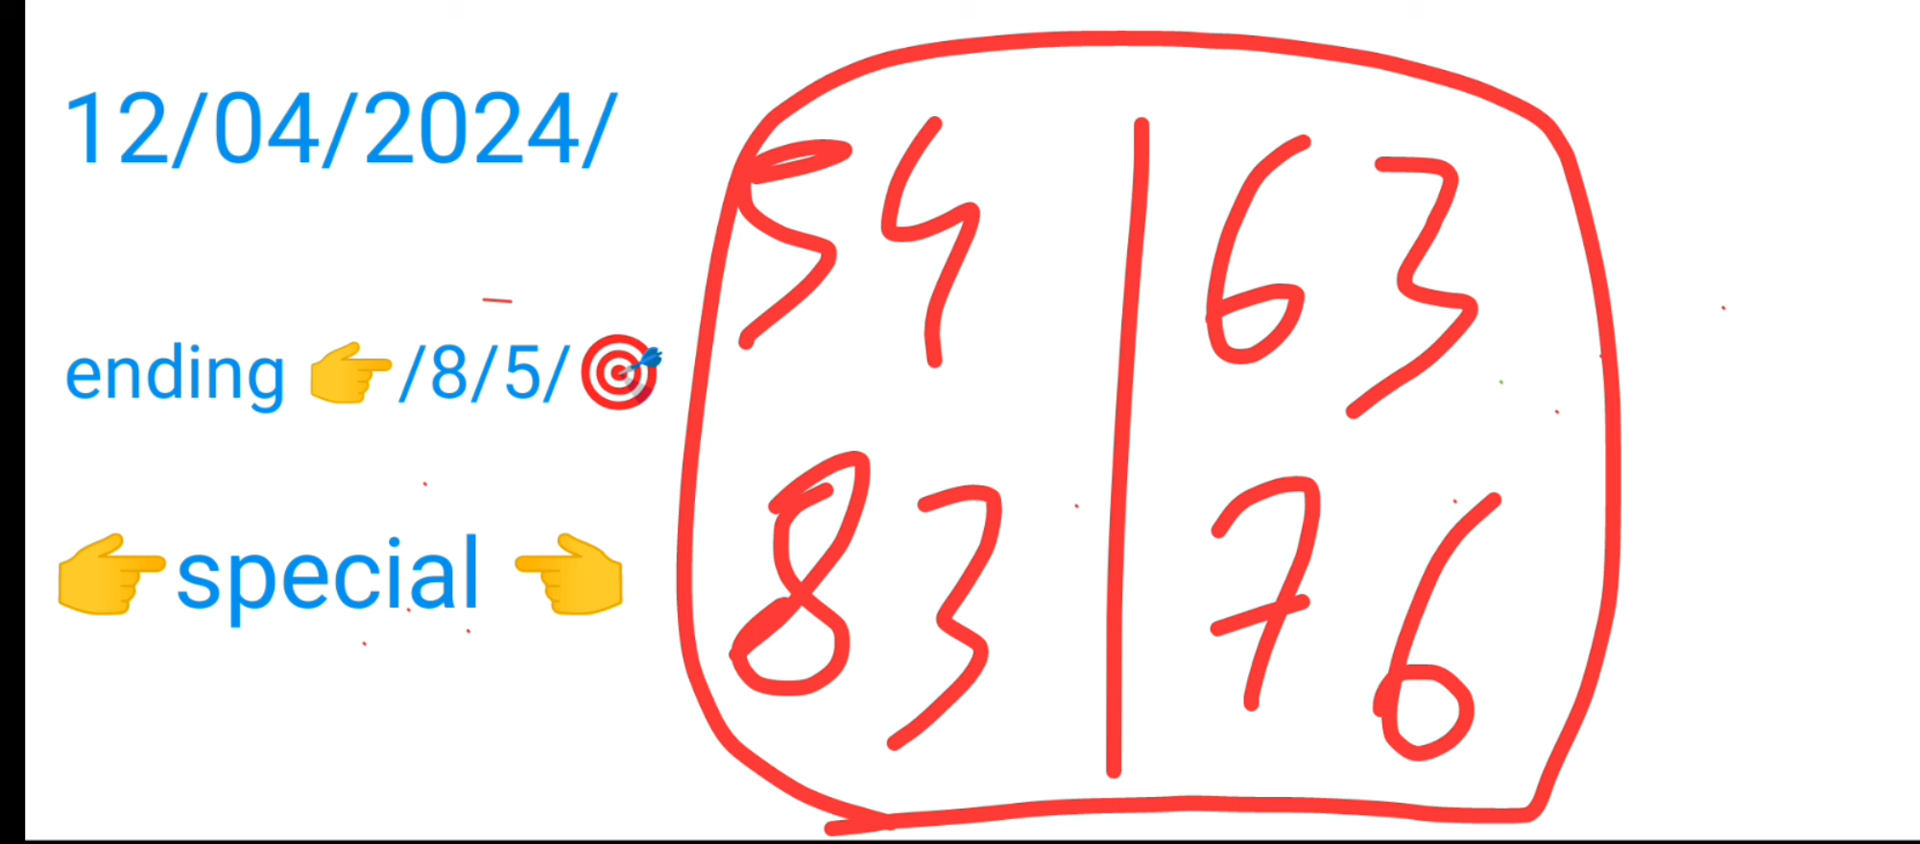 12/04/2024/
ending 👉/8/5/🎯
👉special 👈
54 | 63
83 | 76